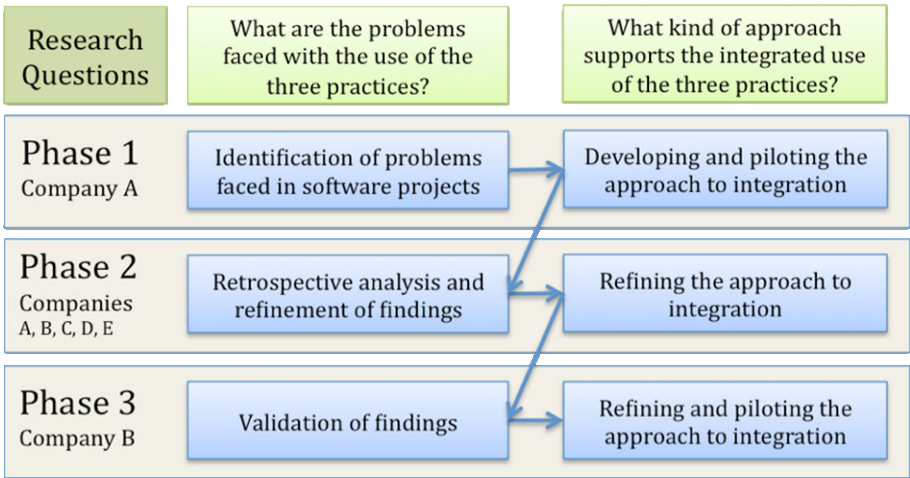 Research
Questions
What are the problems
faced with the use of the
three practices?
What kind of approach
supports the integrated use
of the three practices?
Phase 1
Company A
Identification of problems
faced in software projects
Developing and piloting the
approach to integration
Phase 2
Companies
A, B, C, D, E
Retrospective analysis and
refinement of findings
Refining the approach to
integration
Phase 3
Company B
Validation of findings
Refining and piloting the
approach to integration